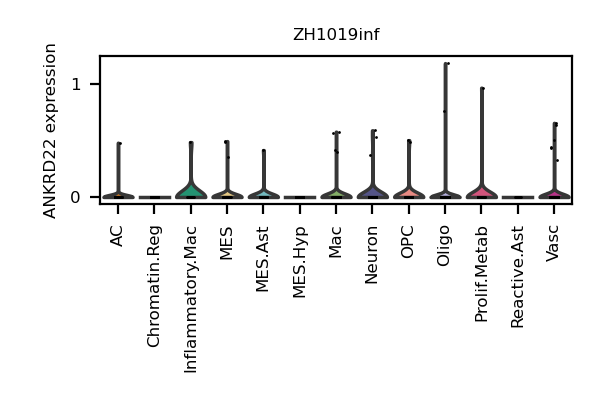 ZH1019inf
ANKRD22 expression
1
0
AC
Chromatin.Reg
Inflammatory.Mac
MES
MES.Ast
MES.Hyp
Mac
Neuron
OPC
Oligo
Prolif.Metab
Reactive.Ast
Vasc